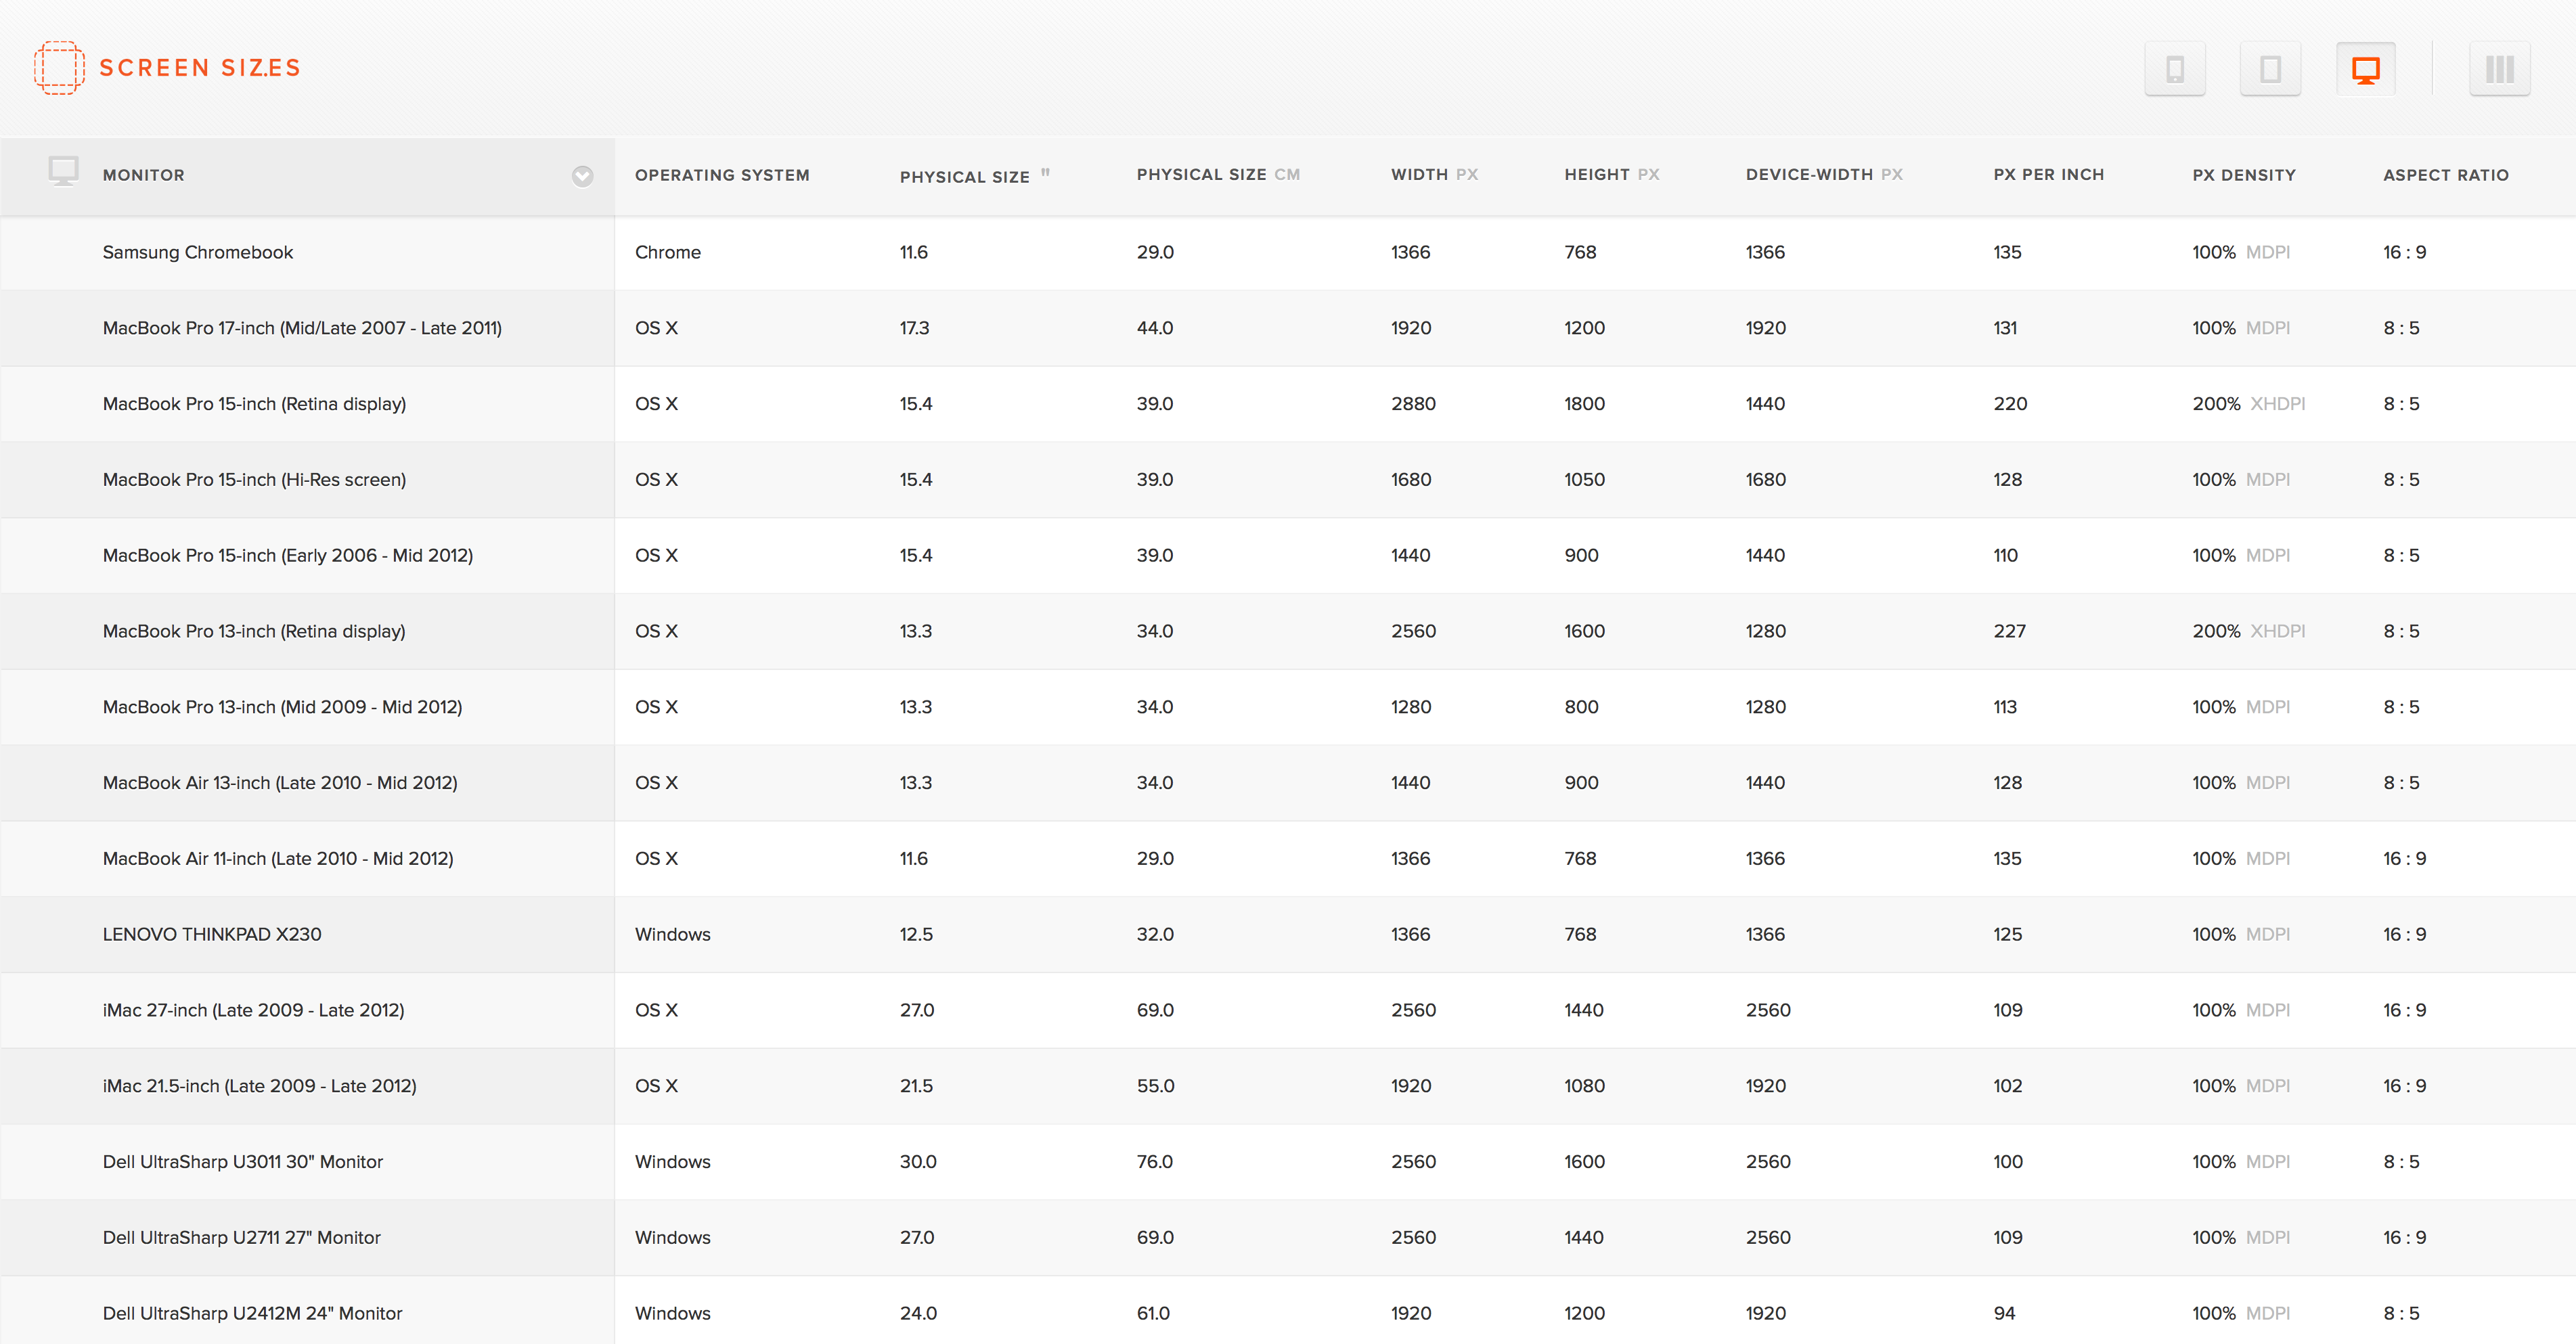 SCREEN SIZ.ES
MONITOR OPERATING SYSTEM PHYSICAL SIZE " PHYSICAL SIZE CM WIDTH PX HEIGHT PX DEVICE-WIDTH PX PX PER INCH PX DENSITY ASPECT RATIO
Samsung Chromebook Chrome 11.6 29.0 1366 768 1366 135 100% MDPI 16 : 9
MacBook Pro 17-inch (Mid/Late 2007 - Late 2011) OS X 17.3 44.0 1920 1200 1920 131 100% MDPI 8 : 5
MacBook Pro 15-inch (Retina display) OS X 15.4 39.0 2880 1800 1440 220 200% XHDPI 8 : 5
MacBook Pro 15-inch (Hi-Res screen) OS X 15.4 39.0 1680 1050 1680 128 100% MDPI 8 : 5
MacBook Pro 15-inch (Early 2006 - Mid 2012) OS X 15.4 39.0 1440 900 1440 110 100% MDPI 8 : 5
MacBook Pro 13-inch (Retina display) OS X 13.3 34.0 2560 1600 1280 227 200% XHDPI 8 : 5
MacBook Pro 13-inch (Mid 2009 - Mid 2012) OS X 13.3 34.0 1280 800 1280 113 100% MDPI 8 : 5
MacBook Air 13-inch (Late 2010 - Mid 2012) OS X 13.3 34.0 1440 900 1440 128 100% MDPI 8 : 5
MacBook Air 11-inch (Late 2010 - Mid 2012) OS X 11.6 29.0 1366 768 1366 135 100% MDPI 16 : 9
LENOVO THINKPAD X230 Windows 12.5 32.0 1366 768 1366 125 100% MDPI 16 : 9
iMac 27-inch (Late 2009 - Late 2012) OS X 27.0 69.0 2560 1440 2560 109 100% MDPI 16 : 9
iMac 21.5-inch (Late 2009 - Late 2012) OS X 21.5 55.0 1920 1080 1920 102 100% MDPI 16 : 9
Dell UltraSharp U3011 30" Monitor Windows 30.0 76.0 2560 1600 2560 100 100% MDPI 8 : 5
Dell UltraSharp U2711 27" Monitor Windows 27.0 69.0 2560 1440 2560 109 100% MDPI 16 : 9
Dell UltraSharp U2412M 24" Monitor Windows 24.0 61.0 1920 1200 1920 94 100% MDPI 8 : 5